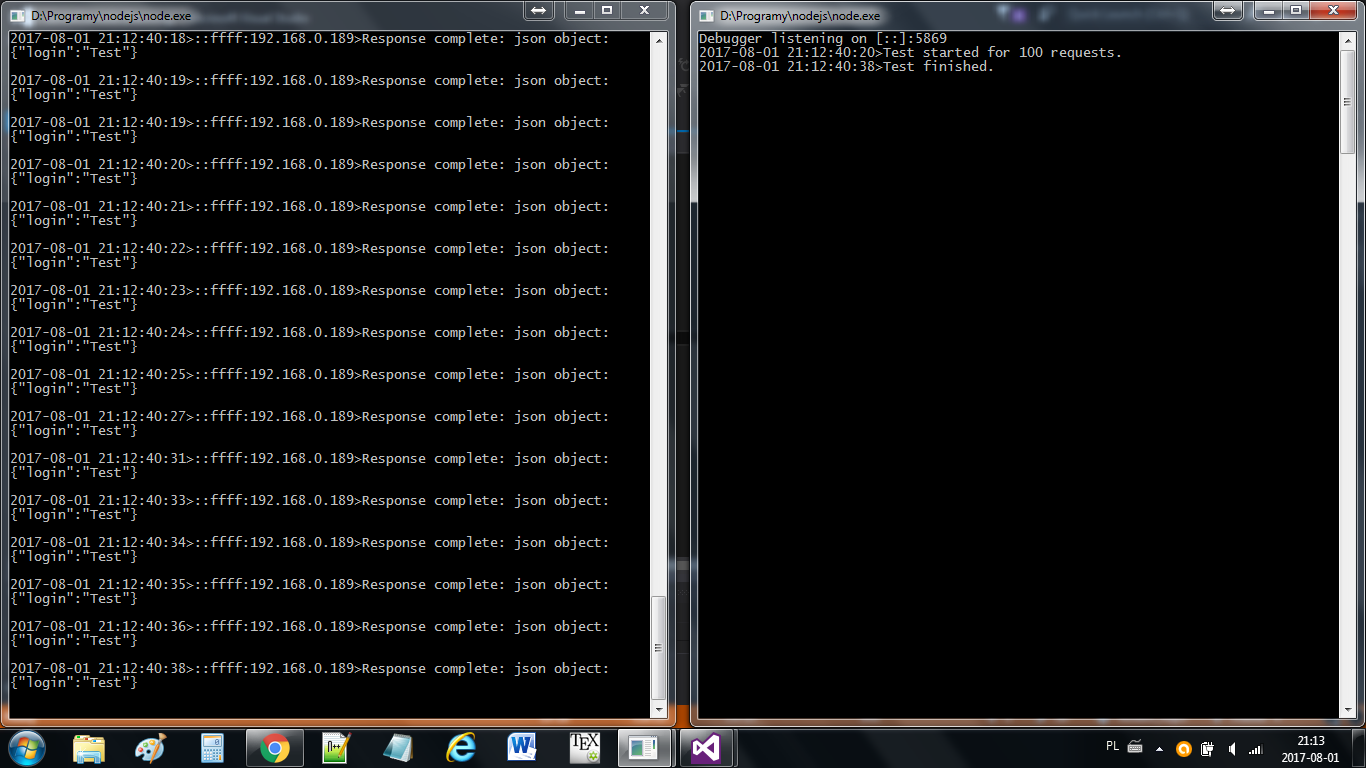 D:\Programy\nodejs\node.exe
2017-08-01 21:12:40:18>::ffff:192.168.0.189>Response complete: json object:
{"login":"Test"}
2017-08-01 21:12:40:19>::ffff:192.168.0.189>Response complete: json object:
{"login":"Test"}
2017-08-01 21:12:40:19>::ffff:192.168.0.189>Response complete: json object:
{"login":"Test"}
2017-08-01 21:12:40:20>::ffff:192.168.0.189>Response complete: json object:
{"login":"Test"}
2017-08-01 21:12:40:21>::ffff:192.168.0.189>Response complete: json object:
{"login":"Test"}
2017-08-01 21:12:40:22>::ffff:192.168.0.189>Response complete: json object:
{"login":"Test"}
2017-08-01 21:12:40:23>::ffff:192.168.0.189>Response complete: json object:
{"login":"Test"}
2017-08-01 21:12:40:24>::ffff:192.168.0.189>Response complete: json object:
{"login":"Test"}
2017-08-01 21:12:40:25>::ffff:192.168.0.189>Response complete: json object:
{"login":"Test"}
2017-08-01 21:12:40:27>::ffff:192.168.0.189>Response complete: json object:
{"login":"Test"}
2017-08-01 21:12:40:31>::ffff:192.168.0.189>Response complete: json object:
{"login":"Test"}
2017-08-01 21:12:40:33>::ffff:192.168.0.189>Response complete: json object:
{"login":"Test"}
2017-08-01 21:12:40:34>::ffff:192.168.0.189>Response complete: json object:
{"login":"Test"}
2017-08-01 21:12:40:35>::ffff:192.168.0.189>Response complete: json object:
{"login":"Test"}
2017-08-01 21:12:40:36>::ffff:192.168.0.189>Response complete: json object:
{"login":"Test"}
2017-08-01 21:12:40:38>::ffff:192.168.0.189>Response complete: json object:
{"login":"Test"}
D:\Programy\nodejs\node.exe
Debugger listening on [::]:5869
2017-08-01 21:12:40:20>Test started for 100 requests.
2017-08-01 21:12:40:38>Test finished.
TEX
PL
21:13
2017-08-01